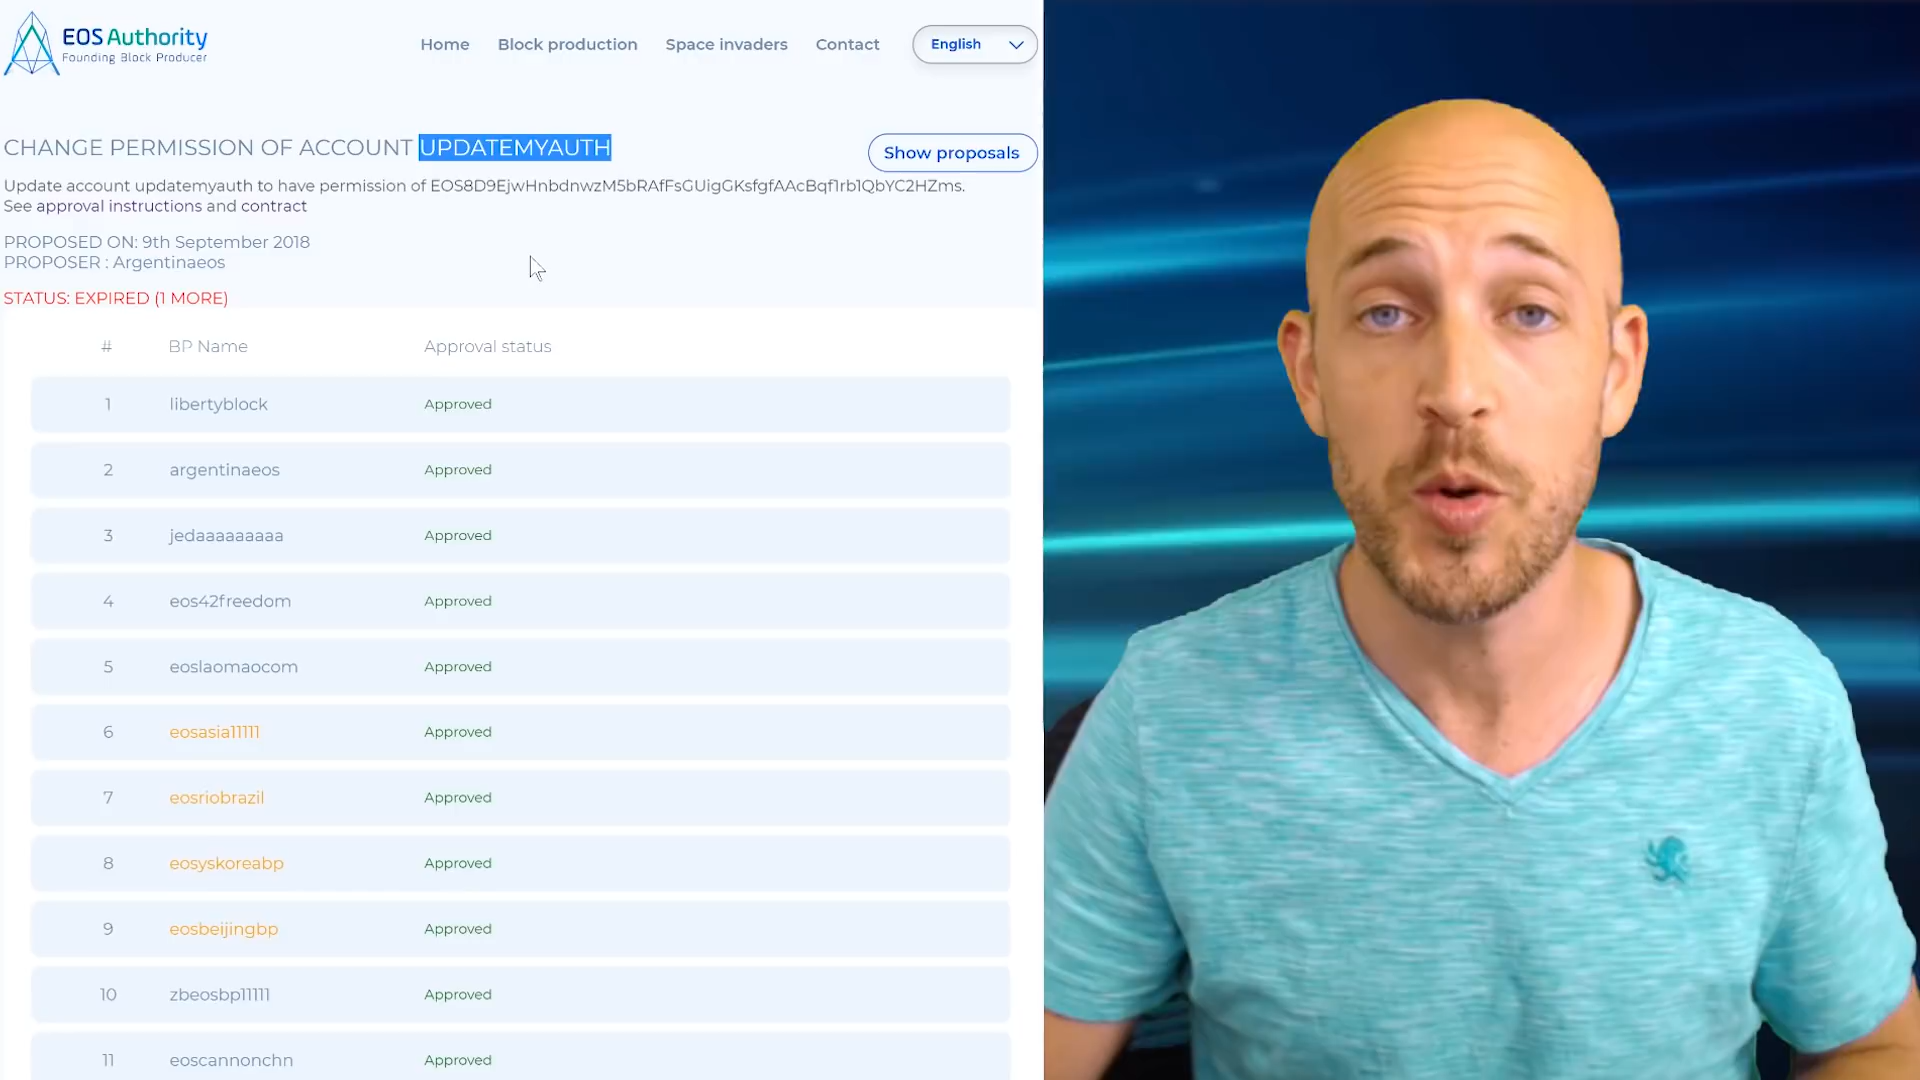 EOS Authority
Founding Block Producer
Home Block production Space invaders Contact English
CHANGE PERMISSION OF ACCOUNT UPDATEMYAUTH
Show proposals
Update account updatemyauth to have permission of EOS8D9EjwHnbdnwzM5bRAfFsGUigGKsfgfAAcBqf1rb1QbYC2HZms.
See approval instructions and contract
PROPOSED ON: 9th September 2018
PROPOSER : Argentinaeos
STATUS: EXPIRED (1 MORE)
# BP Name Approval status
1 libertyblock Approved
2 argentinaeos Approved
3 jedaaaaaaaaa Approved
4 eos42freedom Approved
5 eoslaomaocom Approved
6 eosasia11111 Approved
7 eosriobrazil Approved
8 eosyskoreabp Approved
9 eosbeijingbp Approved
10 zbeosbp11111 Approved
11 eoscannonchn Approved